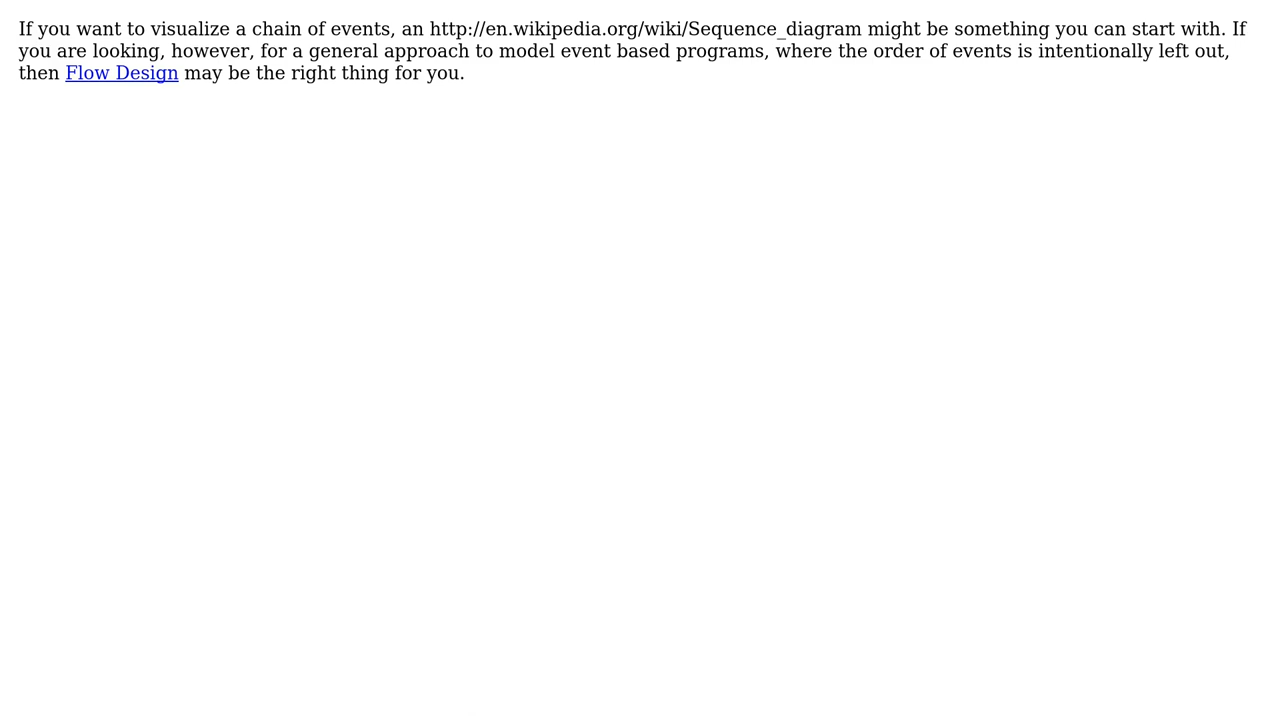 If you want to visualize a chain of events, an http://en.wikipedia.org/wiki/Sequence_diagram might be something you can start with. If
you are looking, however, for a general approach to model event based programs, where the order of events is intentionally left out,
then Flow Design may be the right thing for you.